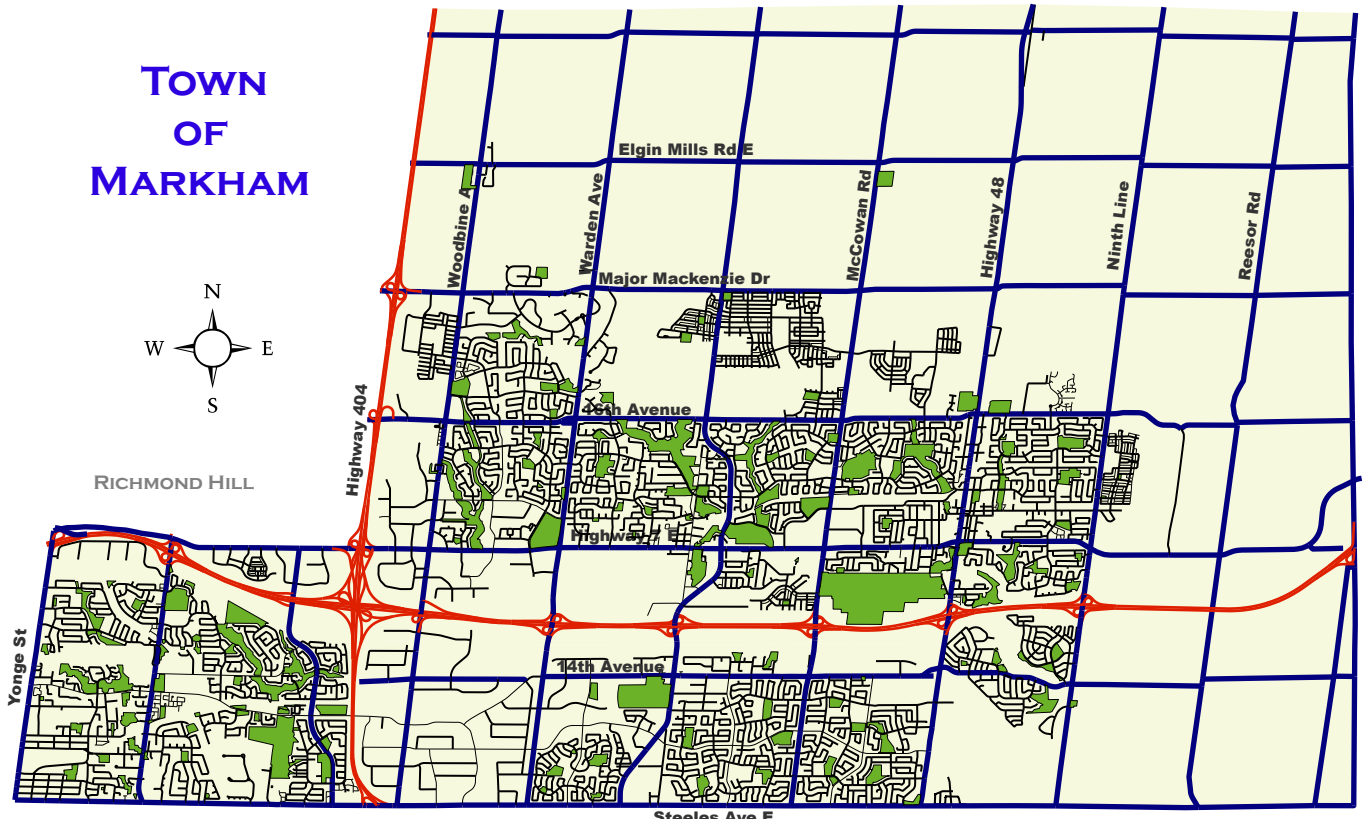 TOWN
OF
MARKHAM
N
W
E
S
RICHMOND HILL
Elgin Mills Rd E
Woodbine A
Warden Ave
McCowan Rd
Highway 48
Ninth Line
Reesor Rd
Major Mackenzie Dr
Highway 404
16th Avenue
Highway 7 E
Yonge St
14th Avenue
Steeles Ave E